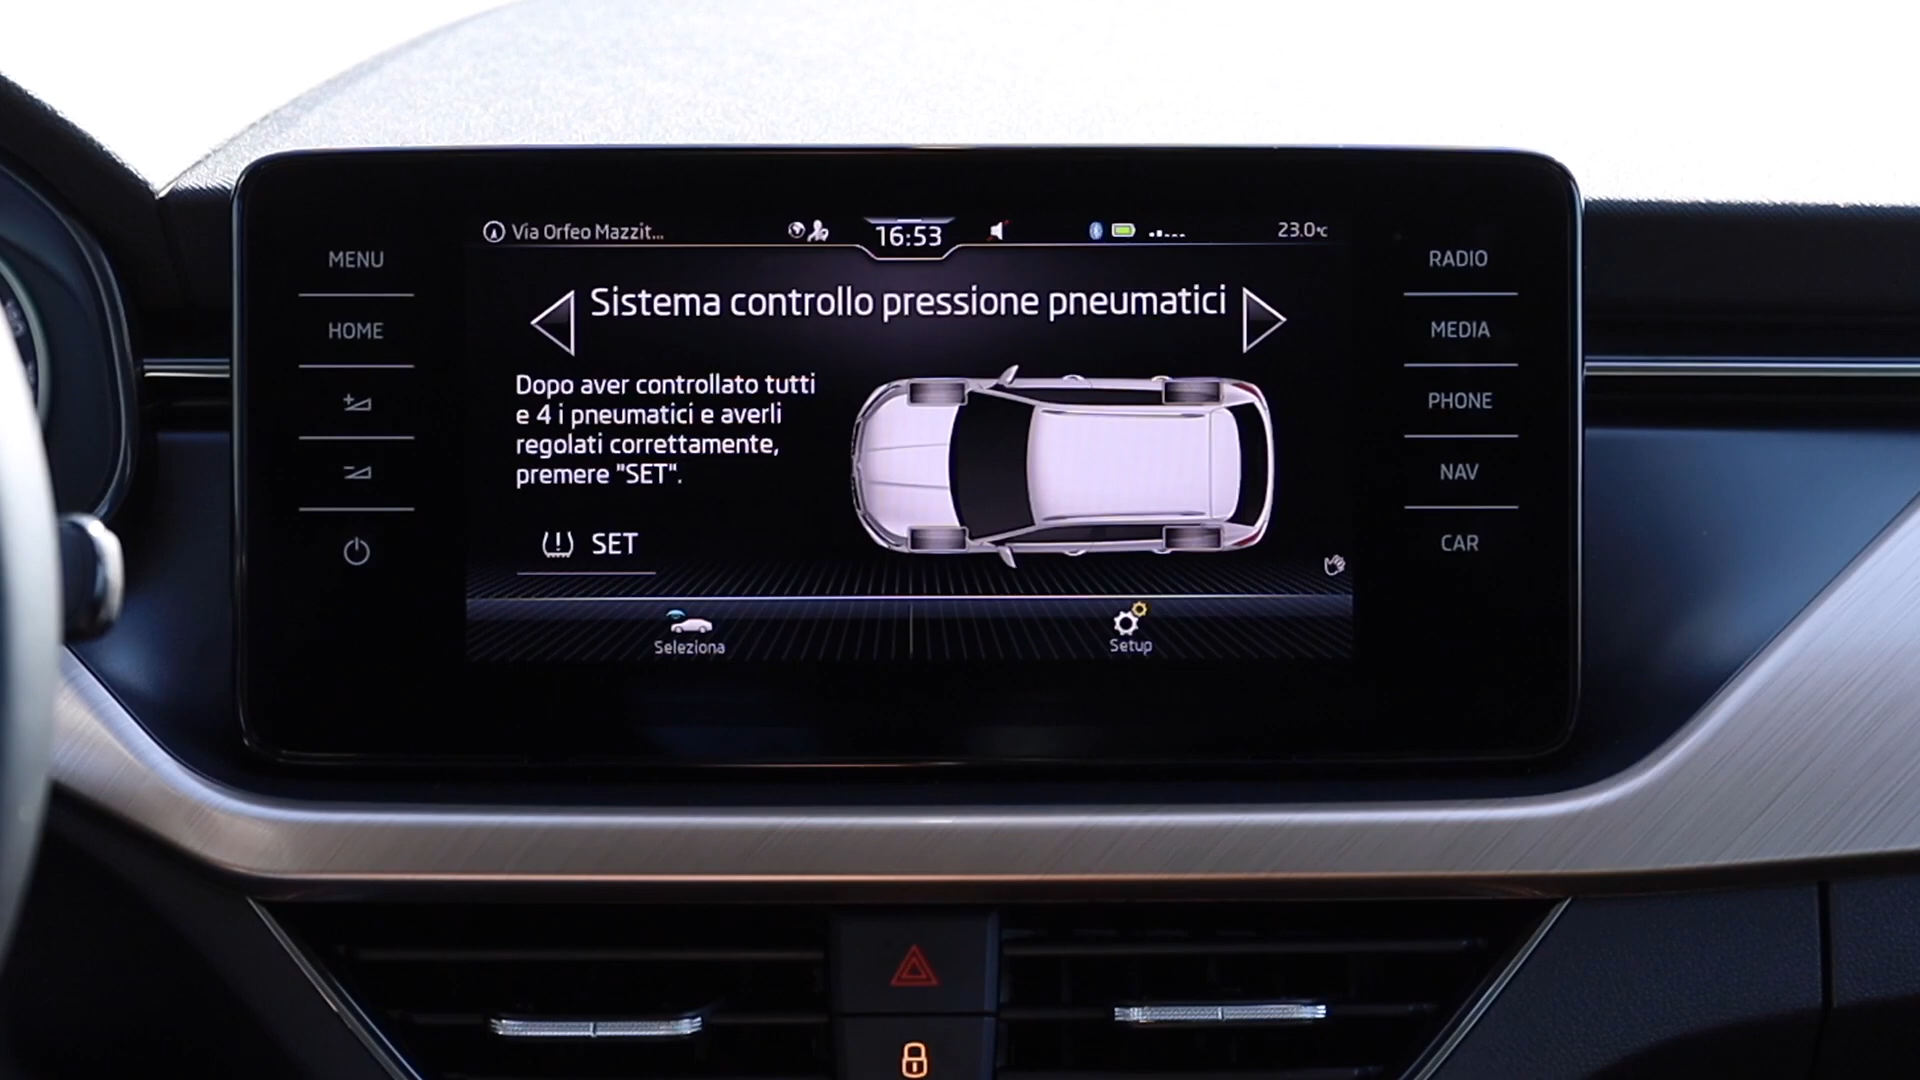 Via Orfeo Mazzit...
16:53
23.0°C
MENU
HOME
RADIO
MEDIA
PHONE
NAV
CAR
Sistema controllo pressione pneumatici
Dopo aver controllato tutti
e 4 i pneumatici e averli
regolati correttamente,
premere "SET".
SET
Seleziona
Setup